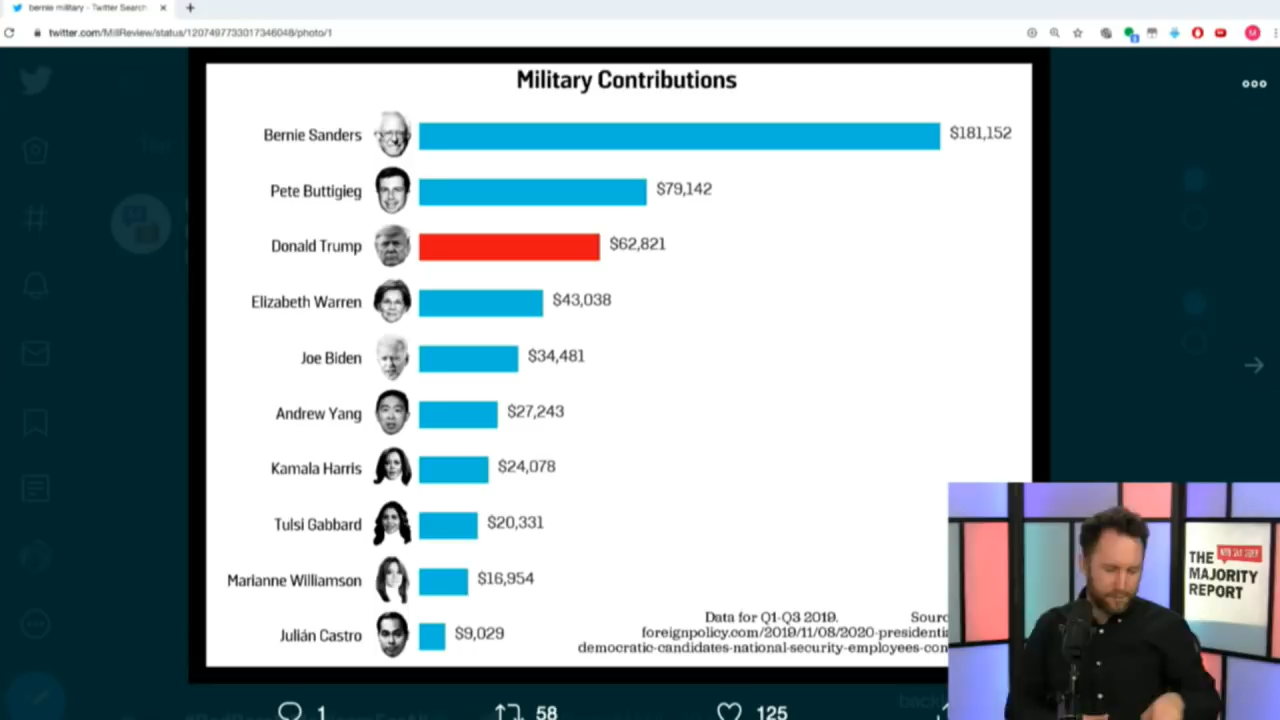 bernie military - Twitter Search
twitter.com/MillReview/status/1207497733017346048/photo/1
Military Contributions
Bernie Sanders $181,152
Pete Buttigieg $79,142
Donald Trump $62,821
Elizabeth Warren $43,038
Joe Biden $34,481
Andrew Yang $27,243
Kamala Harris $24,078
Tulsi Gabbard $20,331
Marianne Williamson $16,954
Julián Castro $9,029
Data for Q1-Q3 2019. Sourc
foreignpolicy.com/2019/11/08/2020-presidentia
democratic-candidates-national-security-employees-con
THE
MAJORITY
REPORT
1 58 125